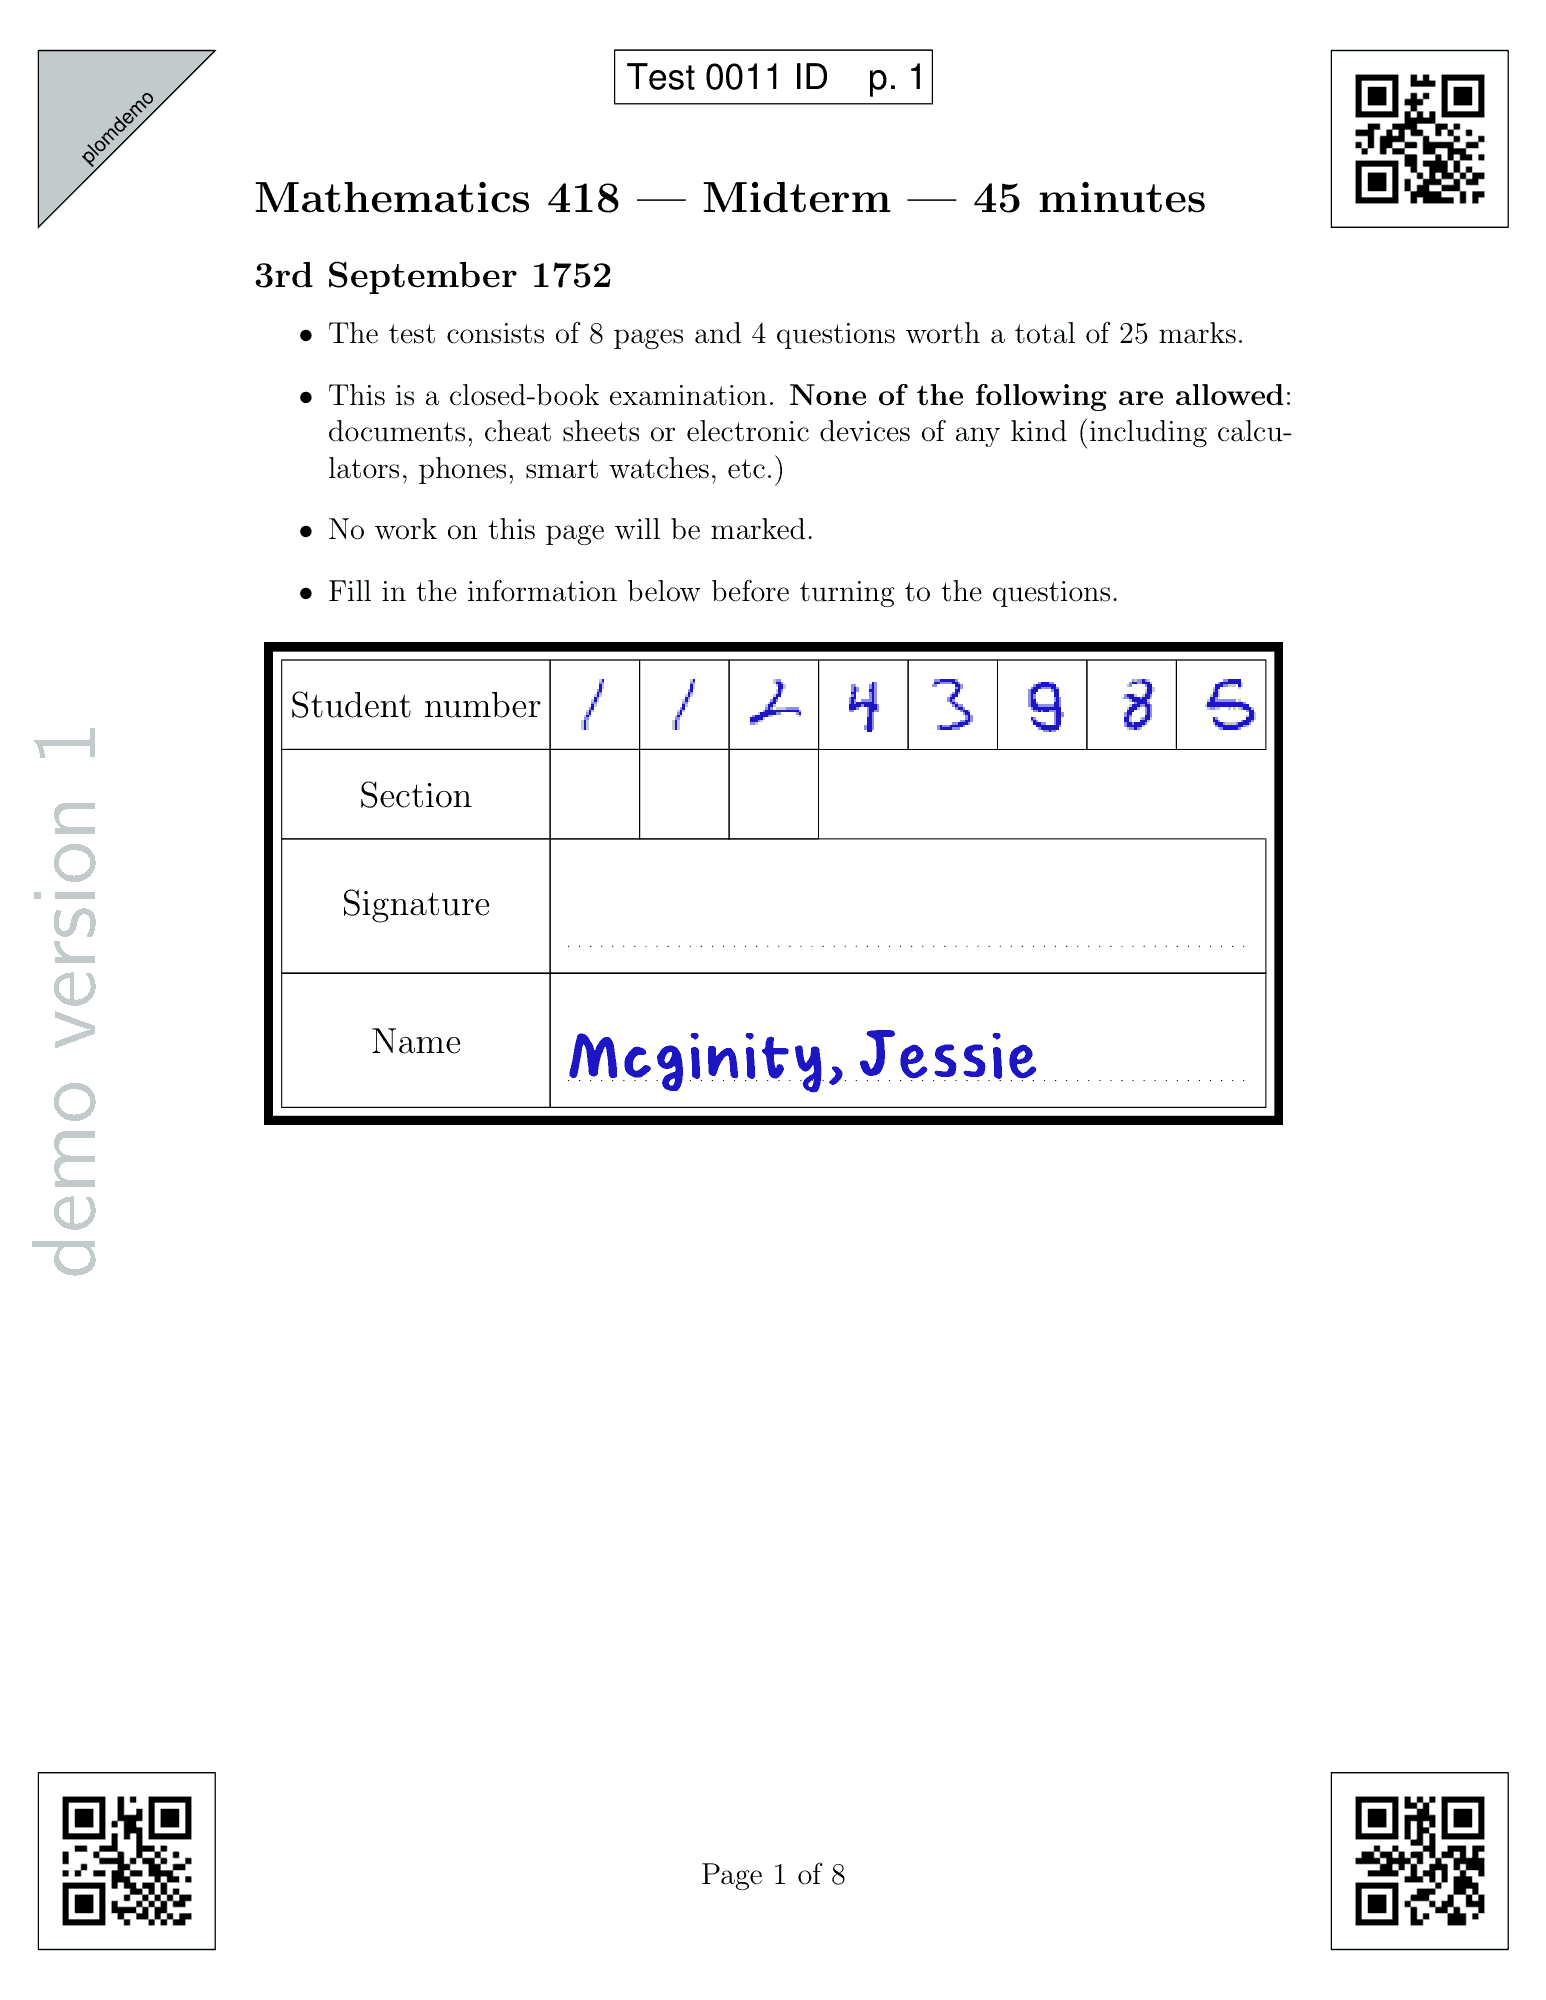 plomdemo
Test 0011 ID p. 1
Mathematics 418 — Midterm — 45 minutes
3rd September 1752
• The test consists of 8 pages and 4 questions worth a total of 25 marks.
• This is a closed-book examination. None of the following are allowed:
documents, cheat sheets or electronic devices of any kind (including calcu-
lators, phones, smart watches, etc.)
• No work on this page will be marked.
• Fill in the information below before turning to the questions.
Student number 1 1 2 4 3 9 8 5
Section
Signature
Name Mcginity, Jessie
demo version 1
Page 1 of 8